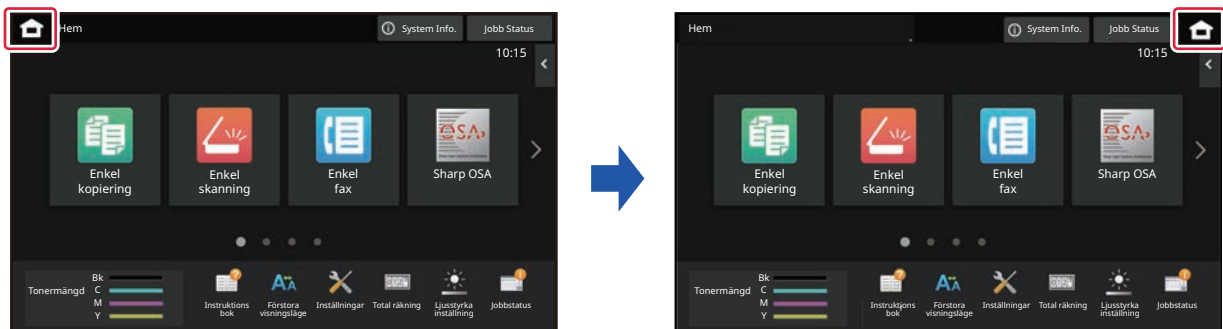 Hem
System Info.
Jobb Status
10:15
Enkel
kopiering
Enkel
skanning
Enkel
fax
OSA
Sharp OSA
Tonermängd
Bk
C
M
Y
Instruktions
bok
Förstora
visningsläge
Inställningar
Total räkning
Ljusstyrka
inställning
Jobbstatus
Hem
System Info.
Jobb Status
10:15
Enkel
kopiering
Enkel
skanning
Enkel
fax
OSA
Sharp OSA
Tonermängd
Bk
C
M
Y
Instruktions
bok
Förstora
visningsläge
Inställningar
Total räkning
Ljusstyrka
inställning
Jobbstatus